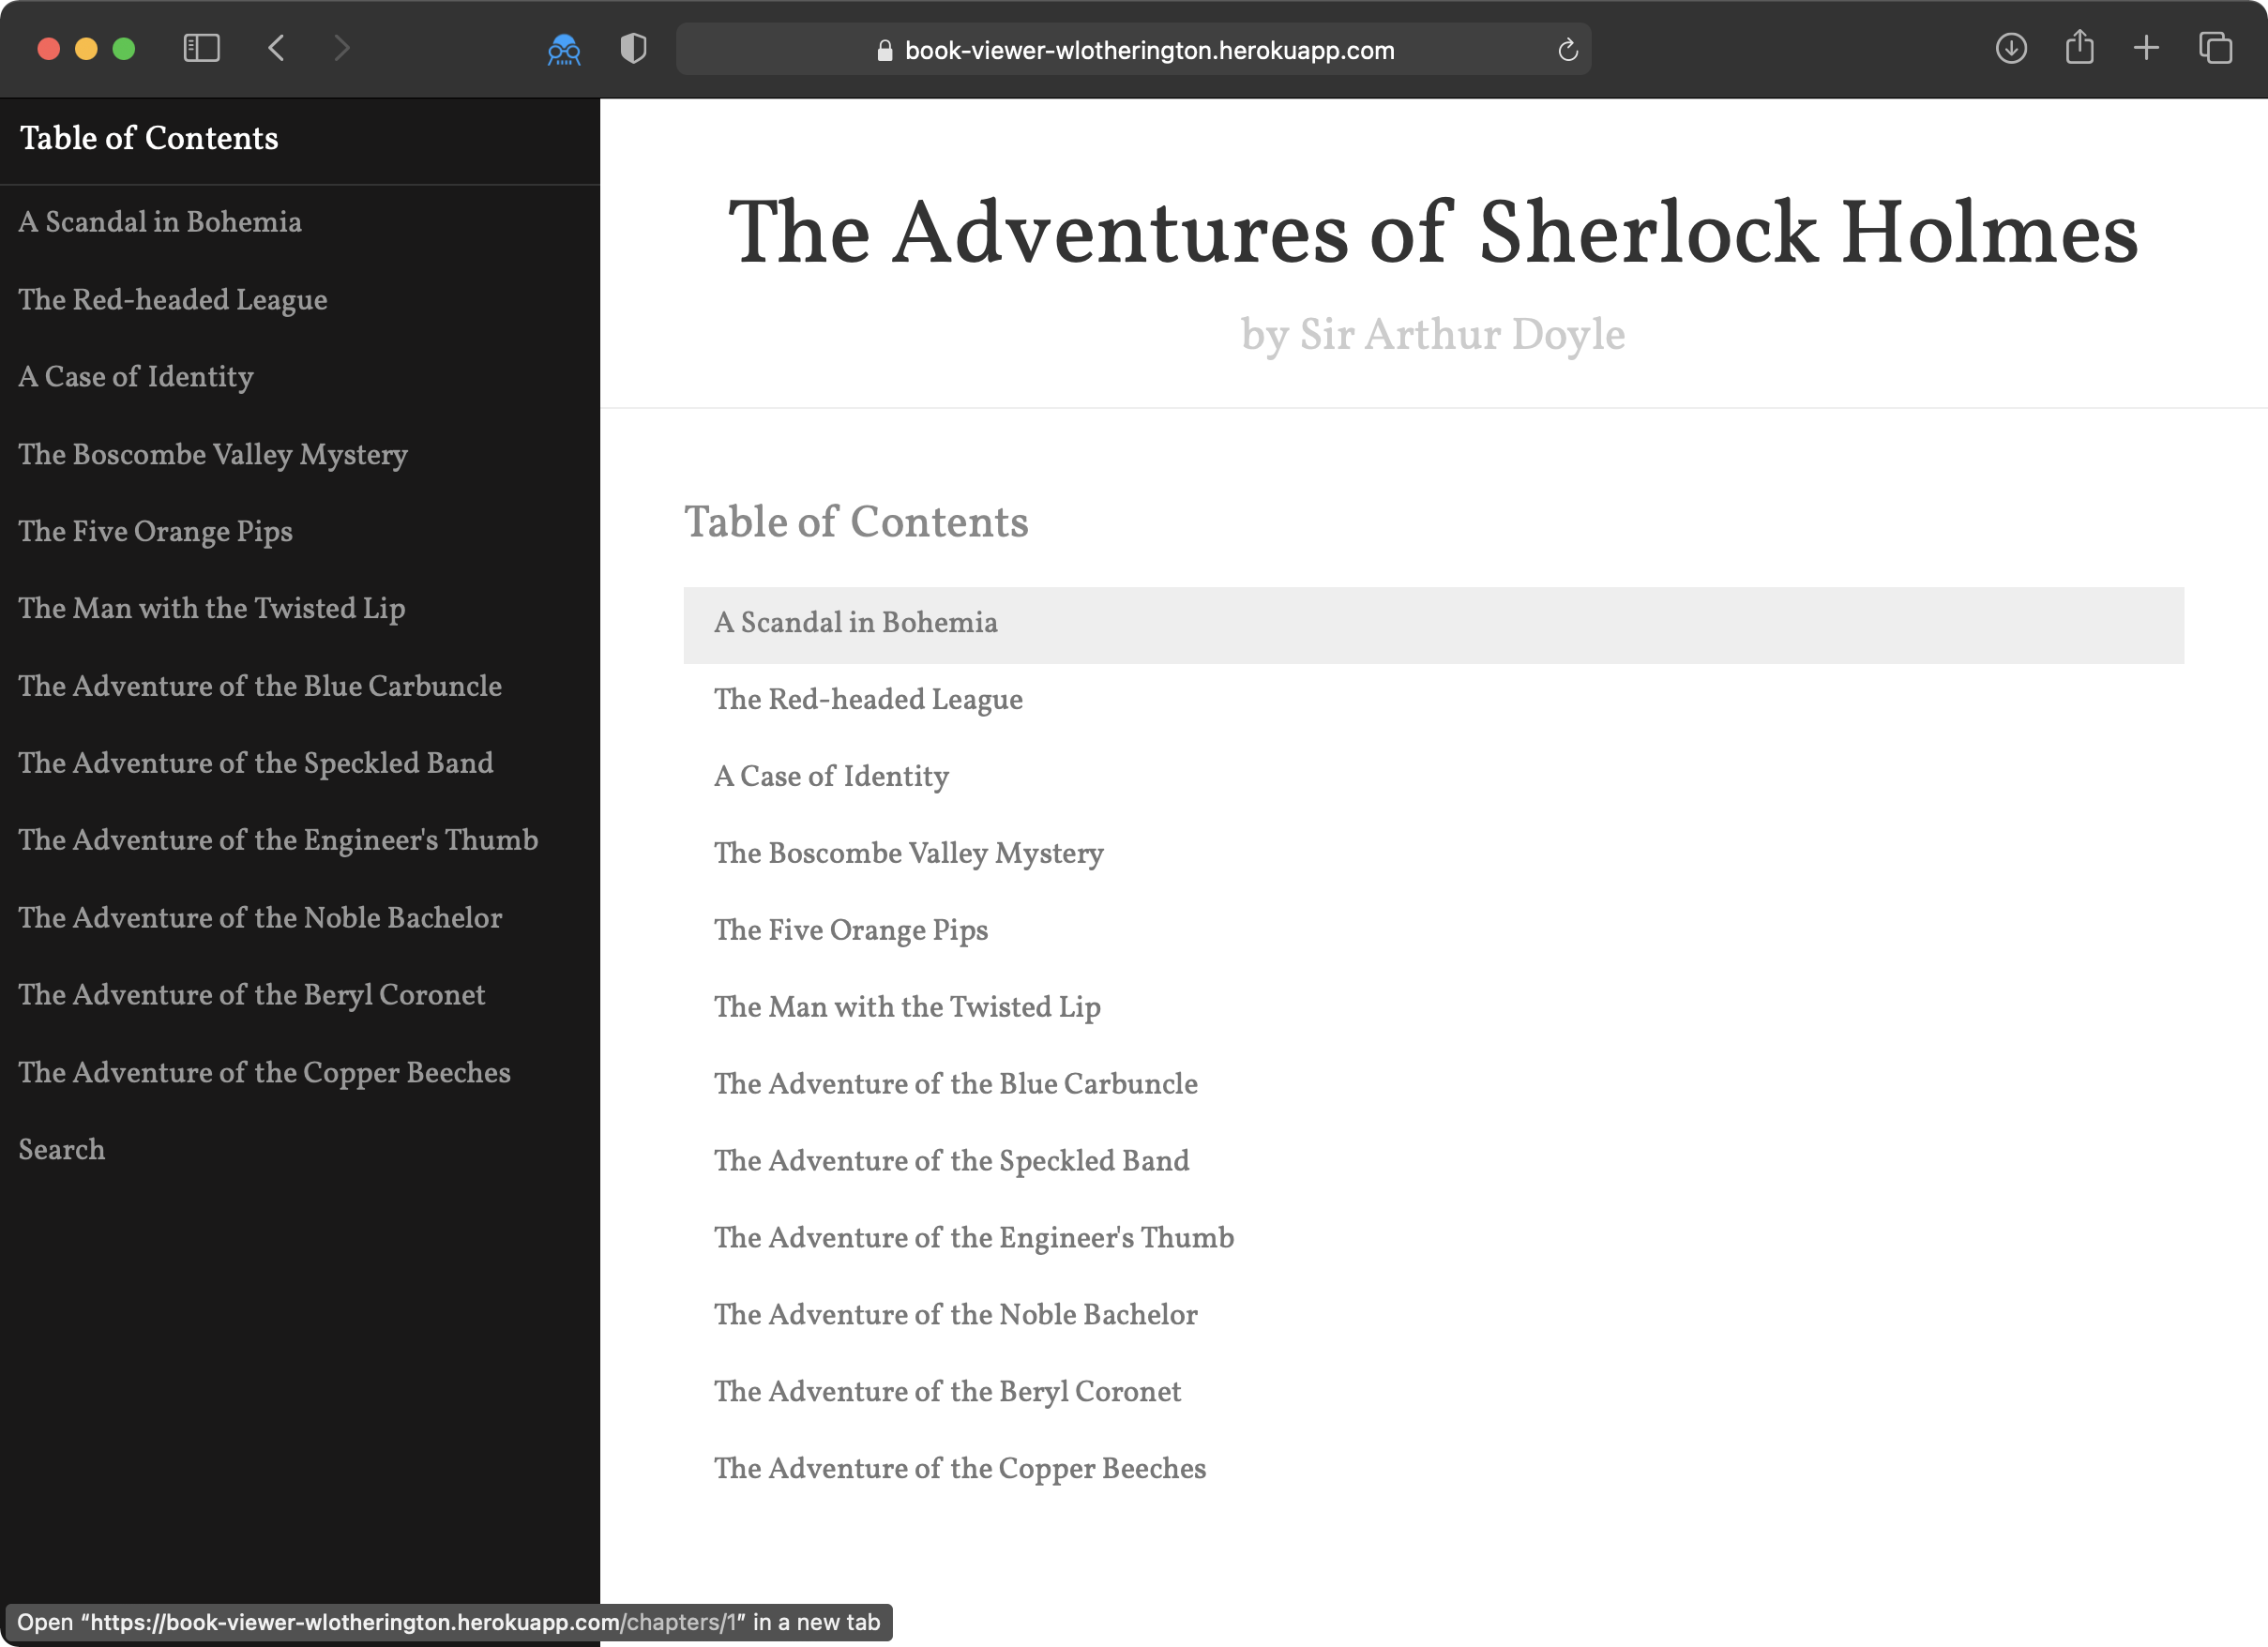 book-viewer-wlotherington.herokuapp.com
Table of Contents
A Scandal in Bohemia
The Red-headed League
A Case of Identity
The Boscombe Valley Mystery
The Five Orange Pips
The Man with the Twisted Lip
The Adventure of the Blue Carbuncle
The Adventure of the Speckled Band
The Adventure of the Engineer's Thumb
The Adventure of the Noble Bachelor
The Adventure of the Beryl Coronet
The Adventure of the Copper Beeches
Search
The Adventures of Sherlock Holmes
by Sir Arthur Doyle
Table of Contents
A Scandal in Bohemia
The Red-headed League
A Case of Identity
The Boscombe Valley Mystery
The Five Orange Pips
The Man with the Twisted Lip
The Adventure of the Blue Carbuncle
The Adventure of the Speckled Band
The Adventure of the Engineer's Thumb
The Adventure of the Noble Bachelor
The Adventure of the Beryl Coronet
The Adventure of the Copper Beeches
Open “https://book-viewer-wlotherington.herokuapp.com/chapters/1” in a new tab